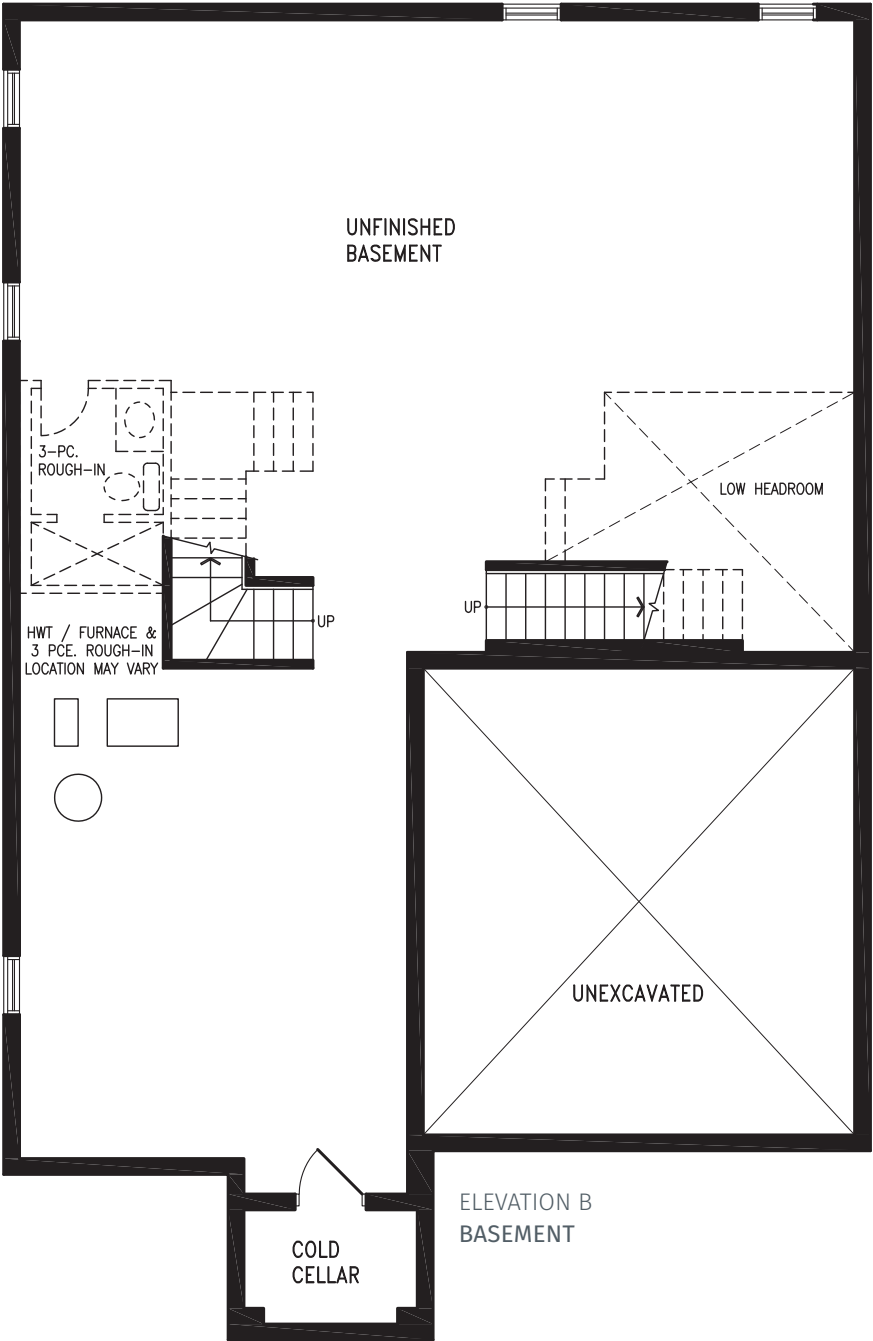 UNFINISHED
BASEMENT
3-PC.
ROUGH-IN
LOW HEADROOM
UP
UP
HWT / FURNACE &
3 PCE. ROUGH-IN
LOCATION MAY VARY
UNEXCAVATED
ELEVATION B
BASEMENT
COLD
CELLAR